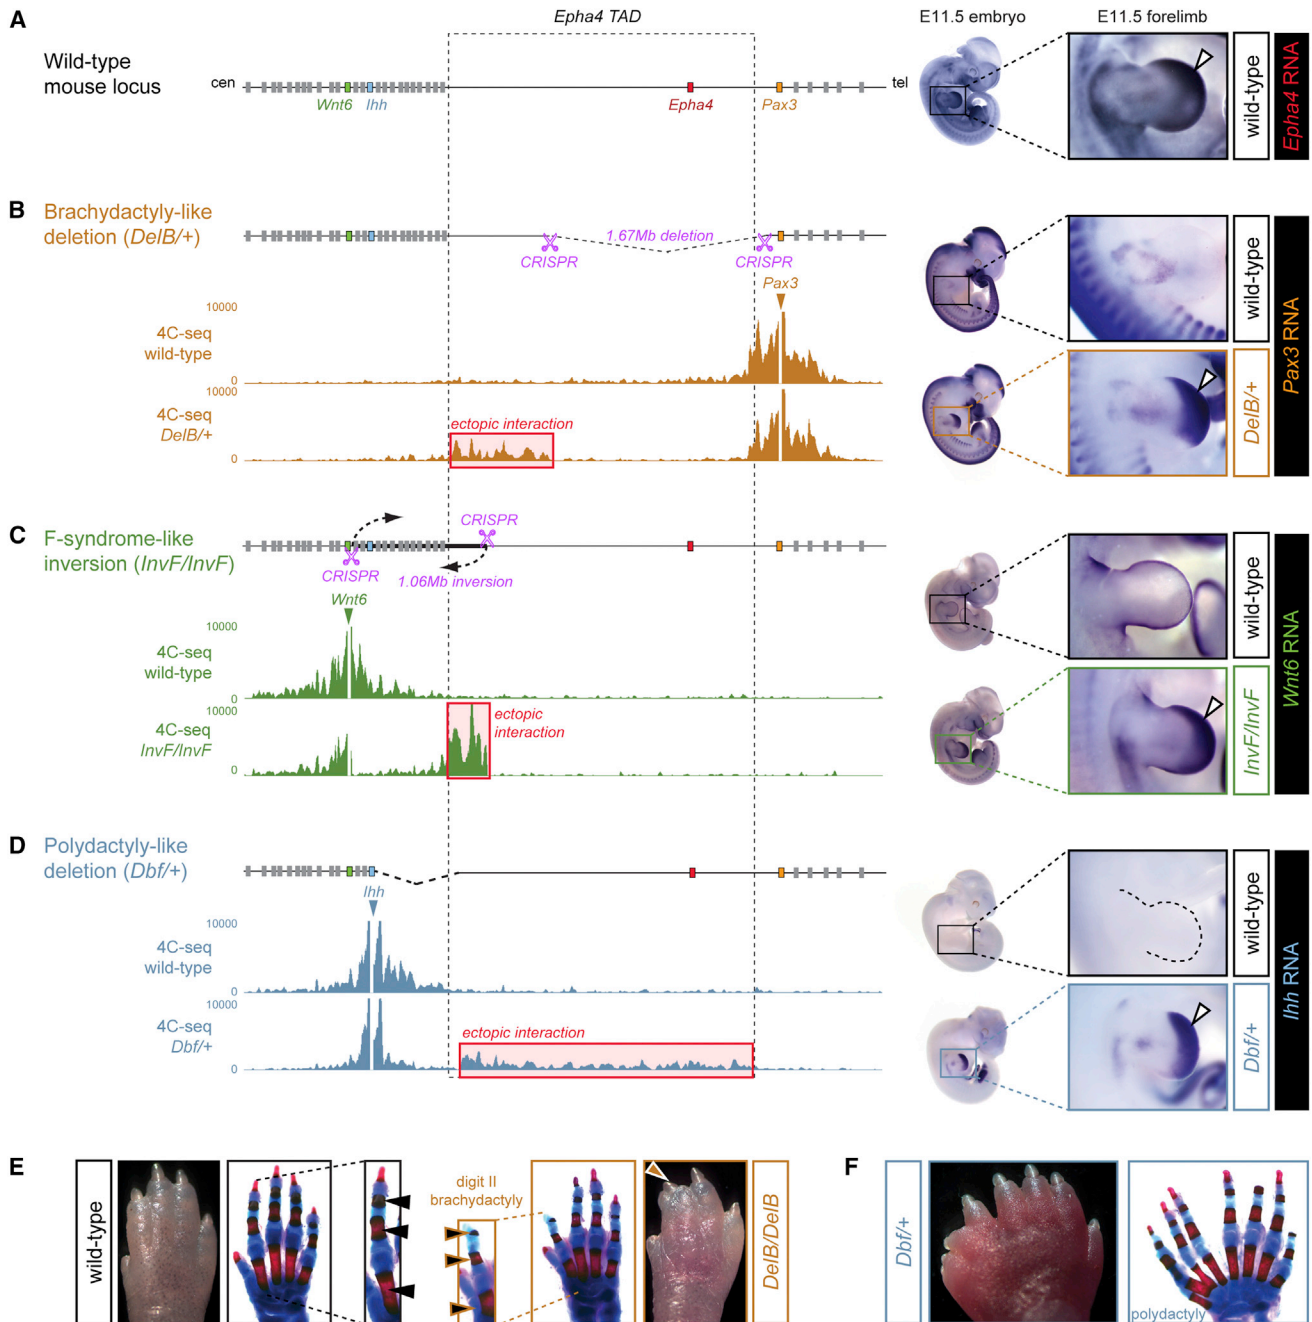 A
Epha4 TAD
E11.5 embryo
E11.5 forelimb
Wild-type
mouse locus
cen
tel
Wnt6
Ihh
Epha4
Pax3
wild-type
Epha4 RNA
B
Brachydactyly-like
deletion (DelB/+)
1.67Mb deletion
CRISPR
CRISPR
Pax3
10000
4C-seq
wild-type
0
10000
4C-seq
DelB/+
0
ectopic interaction
wild-type
DelB/+
Pax3 RNA
C
F-syndrome-like
inversion (InvF/InvF)
CRISPR
CRISPR
1.06Mb inversion
Wnt6
10000
4C-seq
wild-type
0
10000
4C-seq
InvF/InvF
0
ectopic
interaction
wild-type
InvF/InvF
Wnt6 RNA
D
Polydactyly-like
deletion (Dbf/+)
Ihh
10000
4C-seq
wild-type
0
10000
4C-seq
Dbf/+
0
ectopic interaction
wild-type
Dbf/+
Ihh RNA
E
wild-type
digit II
brachydactyly
DelB/DelB
F
Dbf/+
polydactyly